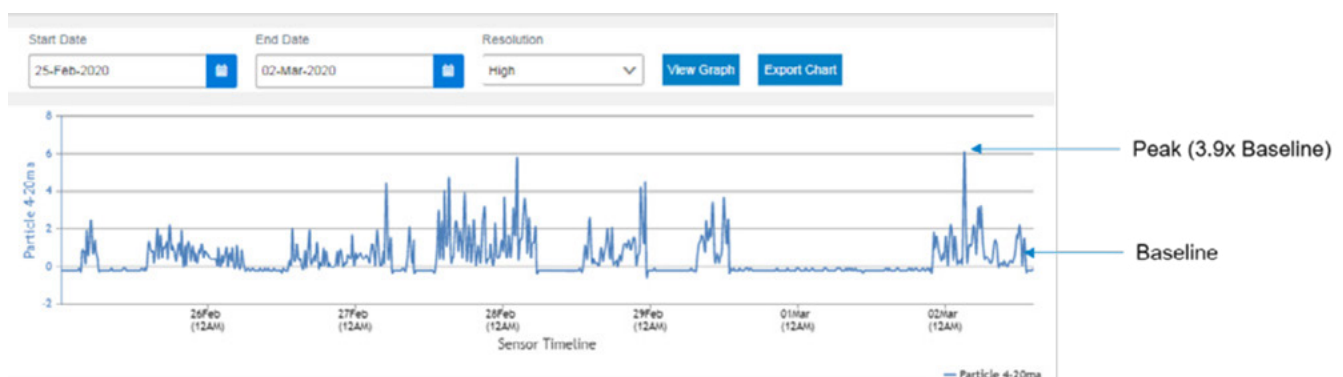 Start Date End Date Resolution
25-Feb-2020 02-Mar-2020 High View Graph Export Chart
8
6
4
2
0
-2
Particle 4-20ma
Peak (3.9x Baseline)
Baseline
26Feb 27Feb 28Feb 29Feb 01Mar 02Mar
(12AM) (12AM) (12AM) (12AM) (12AM) (12AM)
Sensor Timeline
Particle 4-20ma